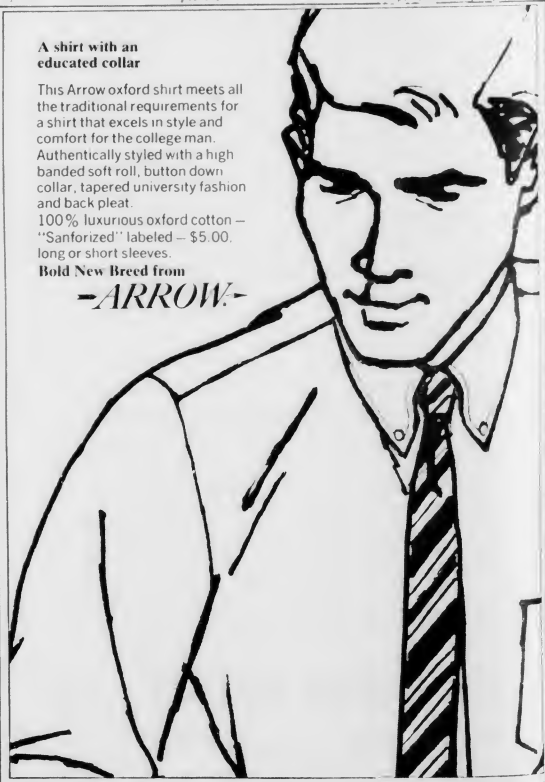 A shirt with an
educated collar
This Arrow oxford shirt meets all
the traditional requirements for
a shirt that excels in style and
comfort for the college man.
Authentically styled with a high
banded soft roll, button down
collar, tapered university fashion
and back pleat.
100% luxurious oxford cotton —
"Sanforized" labeled — $5.00.
long or short sleeves.
Bold New Breed from
-ARROW-